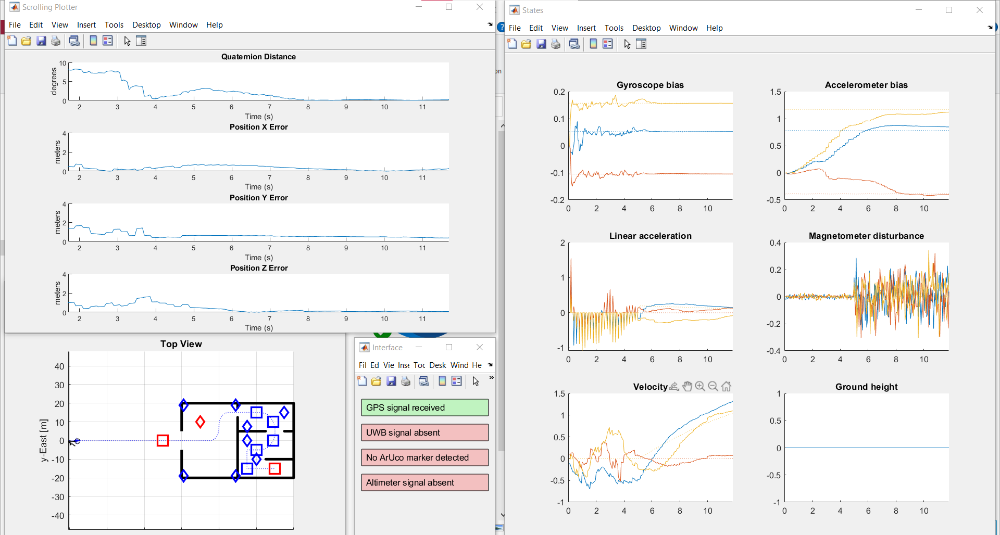 Scrolling Plotter
File Edit View Insert Tools Desktop Window Help
Quaternion Distance
degrees
10
5
0
2 3 4 5 6 7 8 9 10 11
Time (s)
Position X Error
meters
4
2
0
2 3 4 5 6 7 8 9 10 11
Time (s)
Position Y Error
meters
4
2
0
2 3 4 5 6 7 8 9 10 11
Time (s)
Position Z Error
meters
4
2
0
2 3 4 5 6 7 8 9 10 11
Time (s)
Top View
y-East [m]
40
30
20
10
0
-10
-20
-30
-40
Interface
Fil Ed Vie Inse Toc Desk Wind He
GPS signal received
UWB signal absent
No ArUco marker detected
Altimeter signal absent
on
States
File Edit View Insert Tools Desktop Window Help
Gyroscope bias
0.2
0.1
0
-0.1
-0.2
0 2 4 6 8 10
Accelerometer bias
1.5
1
0.5
0
-0.5
0 2 4 6 8 10
Linear acceleration
2
1
0
-1
0 2 4 6 8 10
Magnetometer disturbance
0.4
0.2
0
-0.2
-0.4
0 2 4 6 8 10
Velocity
1.5
1
0.5
0
-0.5
-1
0 2 4 6 8 10
Ground height
1
0.5
0
-0.5
-1
0 2 4 6 8 10